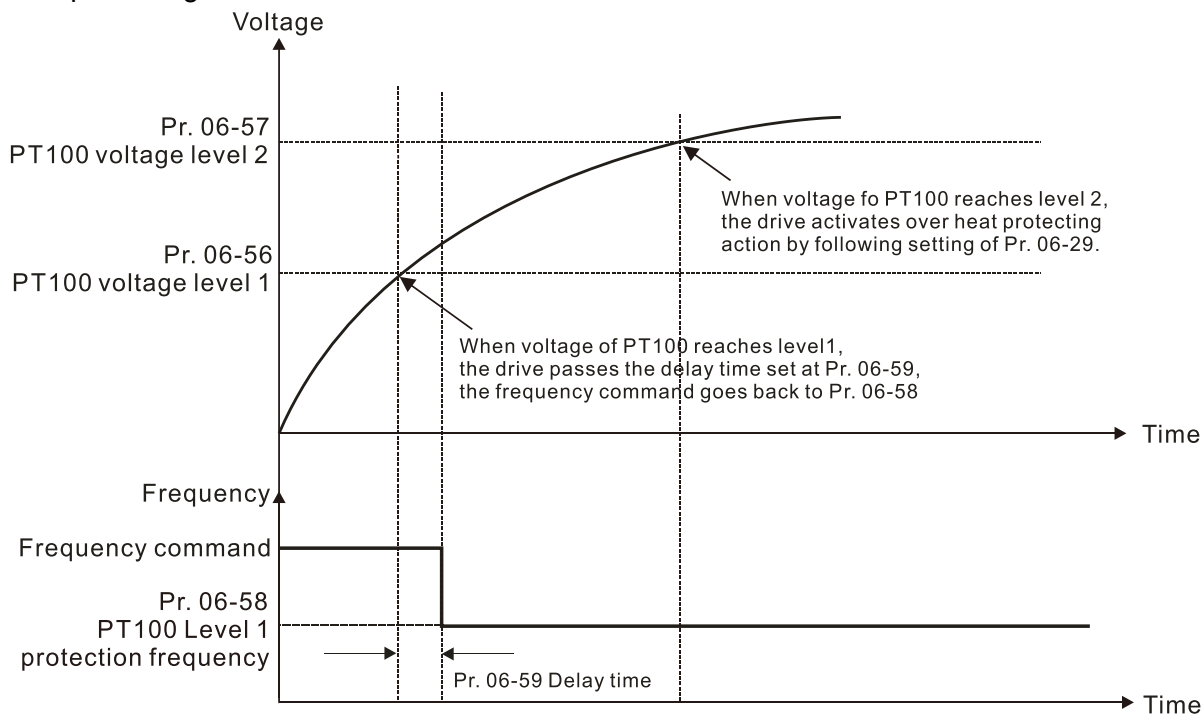 Voltage
Pr. 06-57
PT100 voltage level 2
When voltage fo PT100 reaches level 2,
the drive activates over heat protecting
action by following setting of Pr. 06-29.
Pr. 06-56
PT100 voltage level 1
When voltage of PT100 reaches level1,
the drive passes the delay time set at Pr. 06-59,
the frequency command goes back to Pr. 06-58
Time
Frequency
Frequency command
Pr. 06-58
PT100 Level 1
protection frequency
Pr. 06-59 Delay time
Time